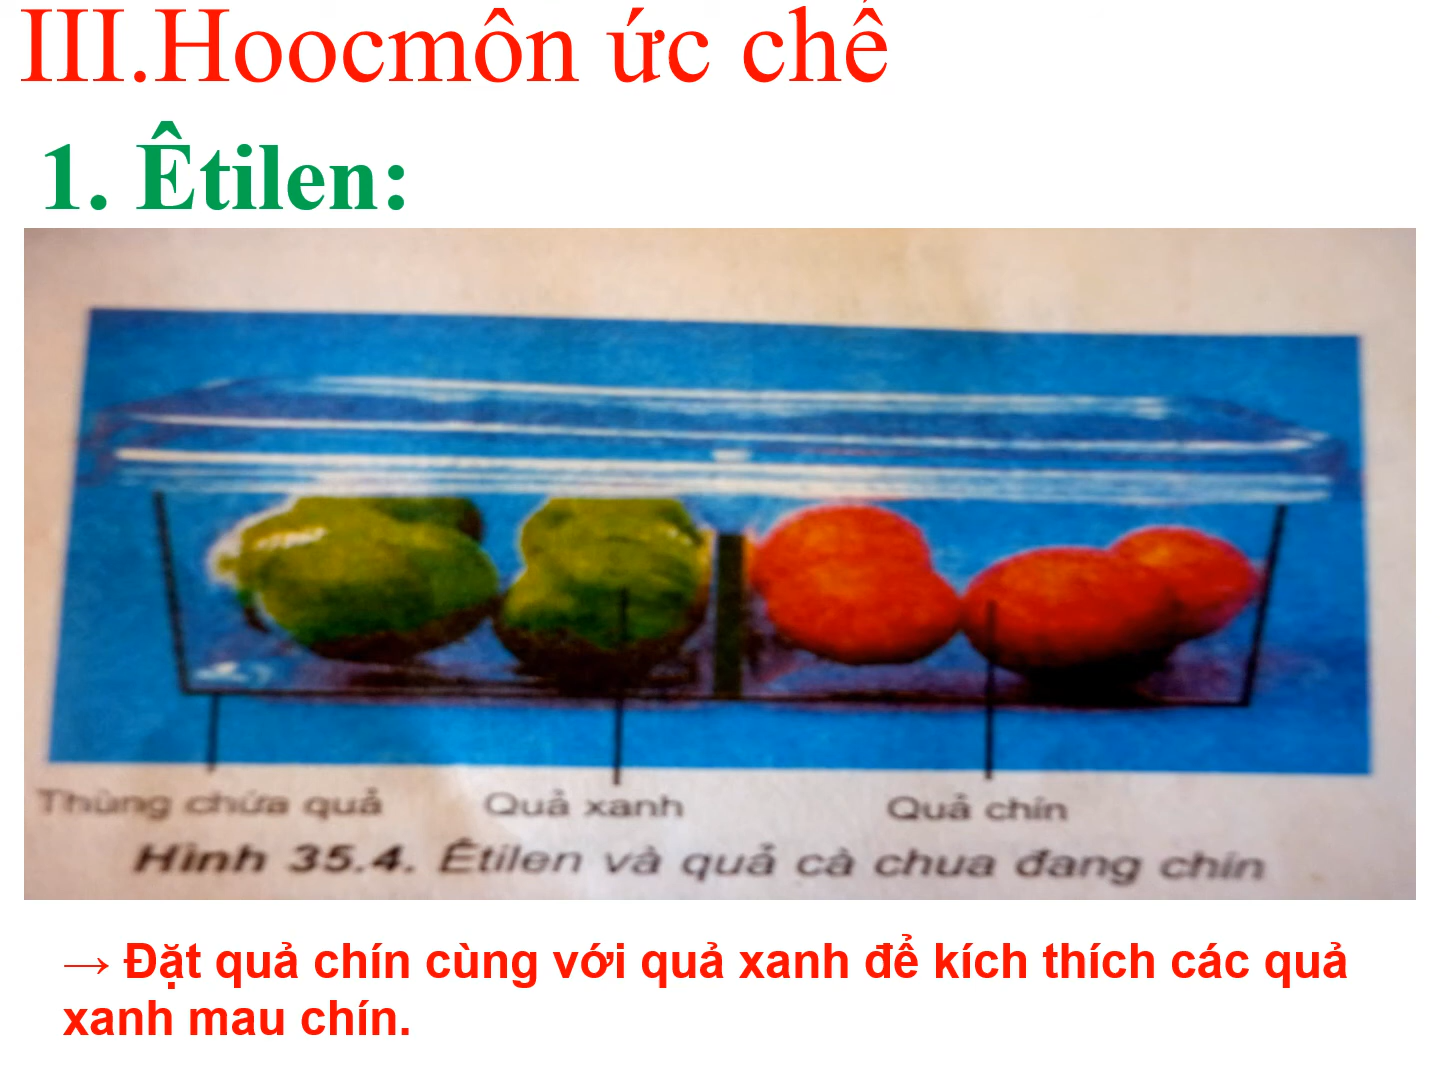 III.Hoocmôn ức chế
1. Êtilen:
Thùng chứa quả Quả xanh Quả chín
Hình 35.4. Êtilen và quả cà chua đang chín
→ Đặt quả chín cùng với quả xanh để kích thích các quả
xanh mau chín.